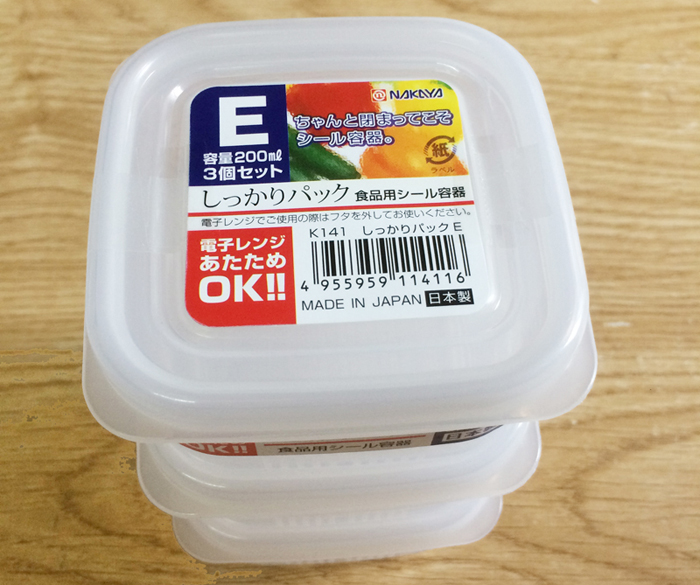 E
容量200ml
3個セット
NAKAYA
ちゃんと閉まってこそ
シール容器。
紙
ラベル
しっかりパック 食品用シール容器
電子レンジでご使用の際はフタを外してお使いください。
電子レンジ
あたため
OK!!
K141 しっかりパックE
4 955959 114116
MADE IN JAPAN 日本製
OK!! 食品用シール容器 日本製